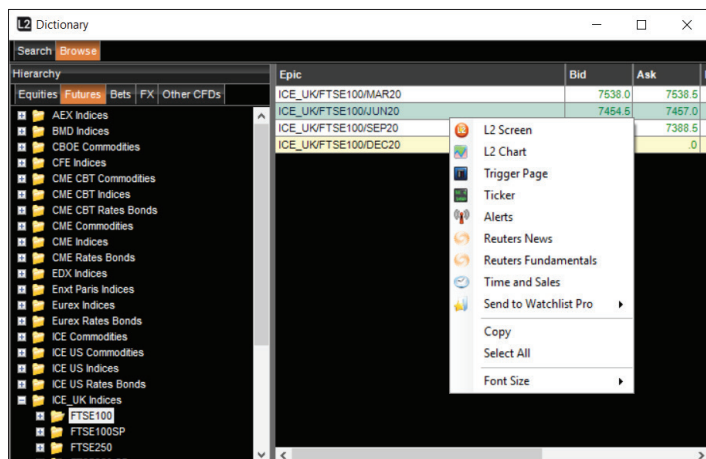 L2 Dictionary
Search Browse
Hierarchy
Equities Futures Bets FX Other CFDs
AEX Indices
BMD Indices
CBOE Commodities
CFE Indices
CME CBT Commodities
CME CBT Indices
CME CBT Rates Bonds
CME Commodities
CME Indices
CME Rates Bonds
EDX Indices
Enxt Paris Indices
Eurex Indices
Eurex Rates Bonds
ICE Commodities
ICE US Commodities
ICE US Indices
ICE US Rates Bonds
ICE_UK Indices
FTSE100
FTSE100SP
FTSE250
Epic Bid Ask
ICE_UK/FTSE100/MAR20 7538.0 7538.5
ICE_UK/FTSE100/JUN20 7454.5 7457.0
ICE_UK/FTSE100/SEP20 7388.5
ICE_UK/FTSE100/DEC20 .0
L2 Screen
L2 Chart
Trigger Page
Ticker
Alerts
Reuters News
Reuters Fundamentals
Time and Sales
Send to Watchlist Pro
Copy
Select All
Font Size